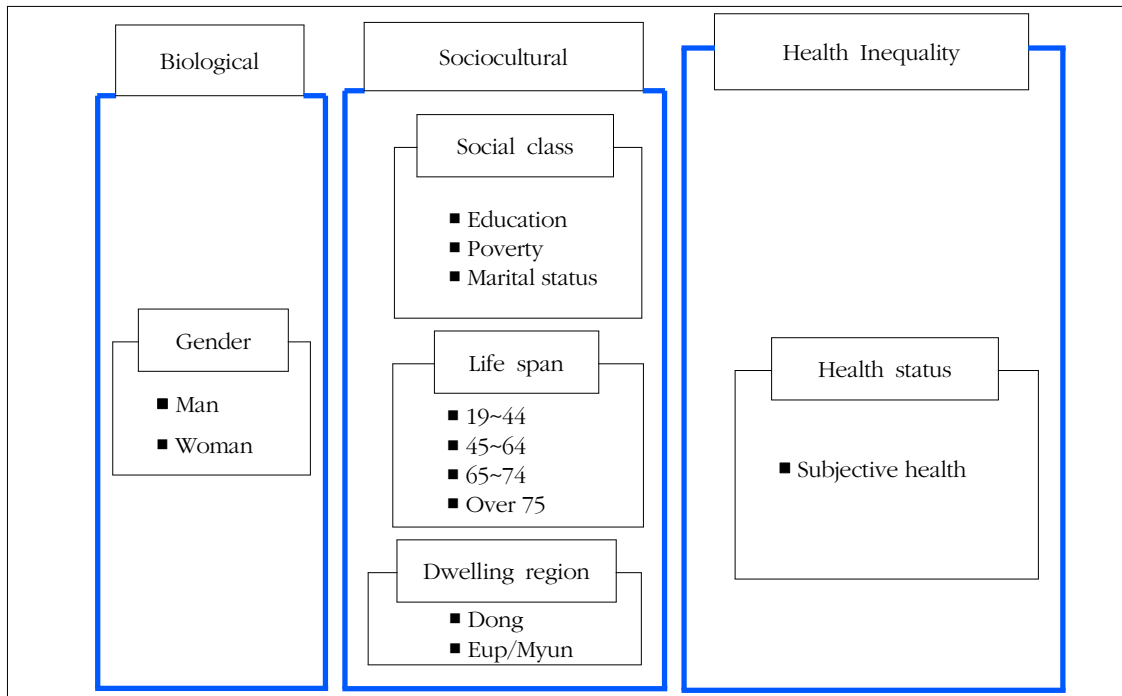 Biological
Gender
■ Man
■ Woman
Sociocultural
Social class
■ Education
■ Poverty
■ Marital status
Life span
■ 19~44
■ 45~64
■ 65~74
■ Over 75
Dwelling region
■ Dong
■ Eup/Myun
Health Inequality
Health status
■ Subjective health